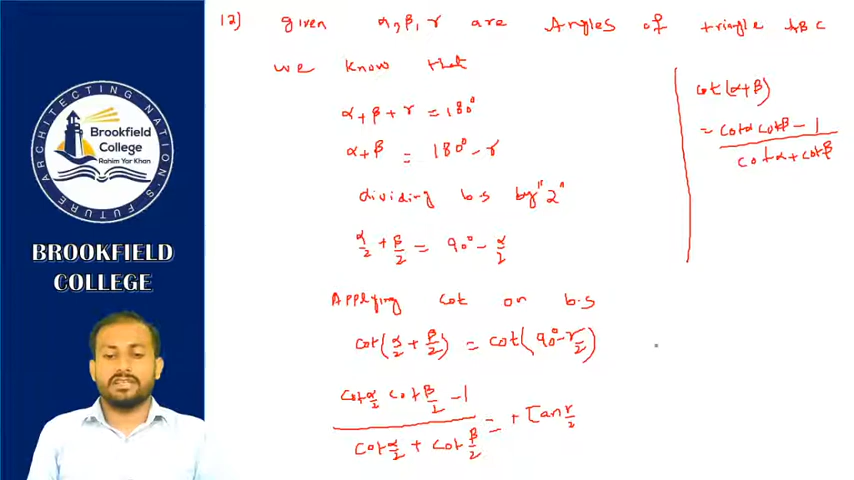 ARCHITECTING NATION'S FUTURE
Brookfield
College
Rahim Yar Khan
BROOKFIELD
COLLEGE
12) given α, β, r are Angles of triangle ABC
we know that
α + β + r = 180°
α + β = 180° - r
dividing b.s by "2"
α/2 + β/2 = 90° - α/2
Applying cot on b.s
cot(α/2 + β/2) = cot(90° - r/2)
(cot α/2 cot β/2 - 1)/(cot α/2 + cot β/2) = + Tan r/2
cot(α+β)
= (cotα cotβ - 1)/(cotα + cotβ)